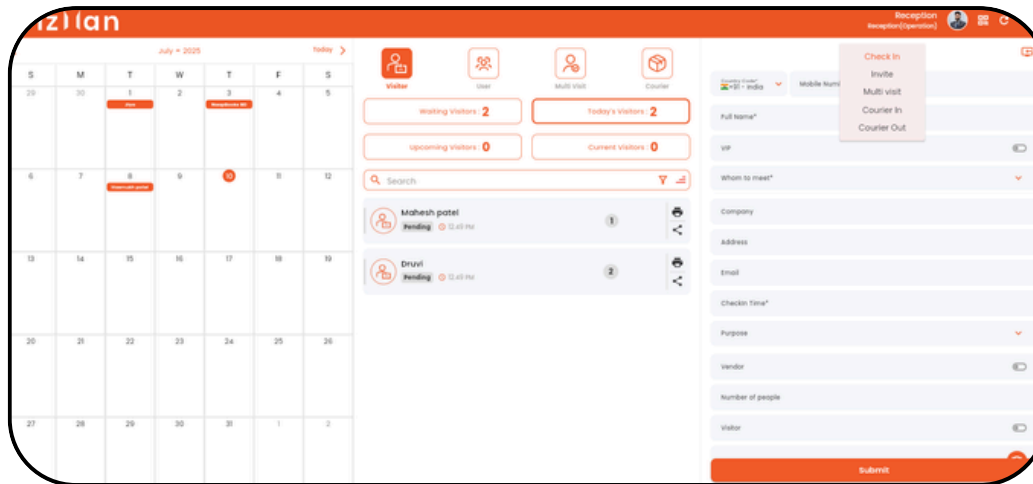 Reception
Reception(Operation)
July 2025
Today
S M T W T F S
29 30 1 2 3 4 5
6 7 8 9 10 11 12
13 14 15 16 17 18 19
20 21 22 23 24 25 26
27 28 29 30 31 1 2
Visitor User Multi Visit Courier
Waiting Visitors : 2
Today's Visitors : 2
Upcoming Visitors : 0
Current Visitors : 0
Search
Mahesh patel
Pending 12:49 PM
1
Druvi
Pending 12:49 PM
2
Check In
Invite
Multi visit
Courier In
Courier Out
Country Code*
+91 - India
Mobile Num
Full Name*
VIP
Whom to meet*
Company
Address
Email
Checkin Time*
Purpose
Vendor
Number of people
Visitor
Submit